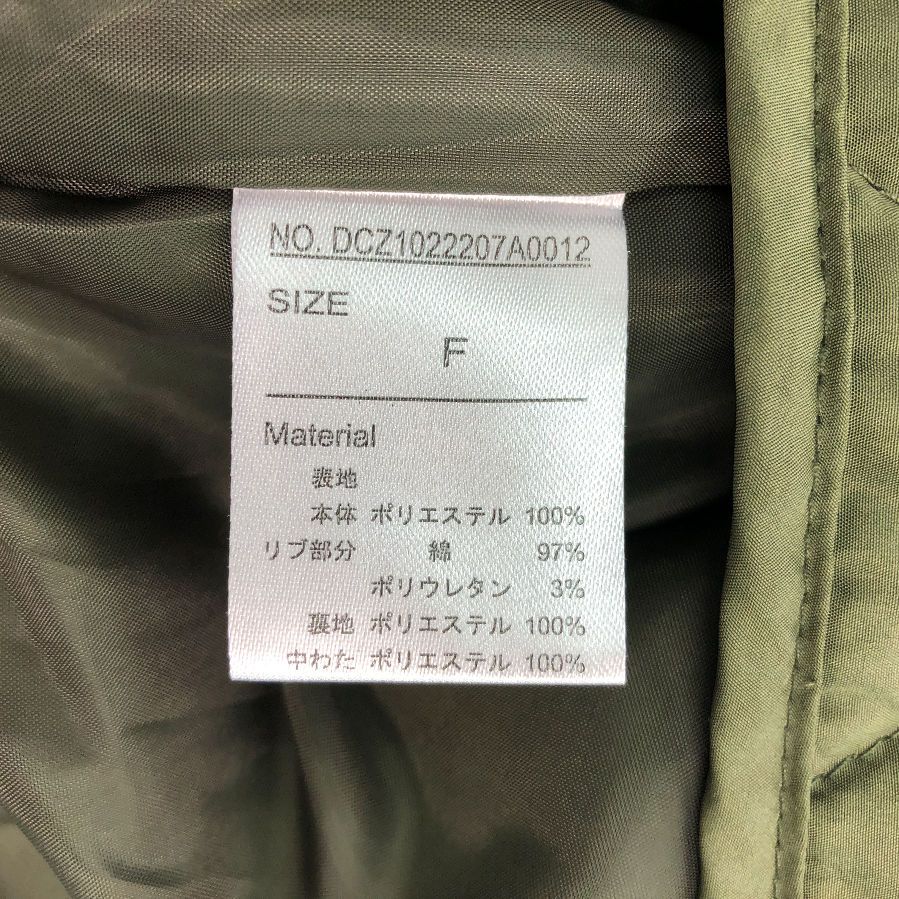 NO. DCZ1022207A0012
SIZE
F
Material
表地
本体 ポリエステル 100%
リブ部分 綿 97%
ポリウレタン 3%
裏地 ポリエステル 100%
中わた ポリエステル 100%